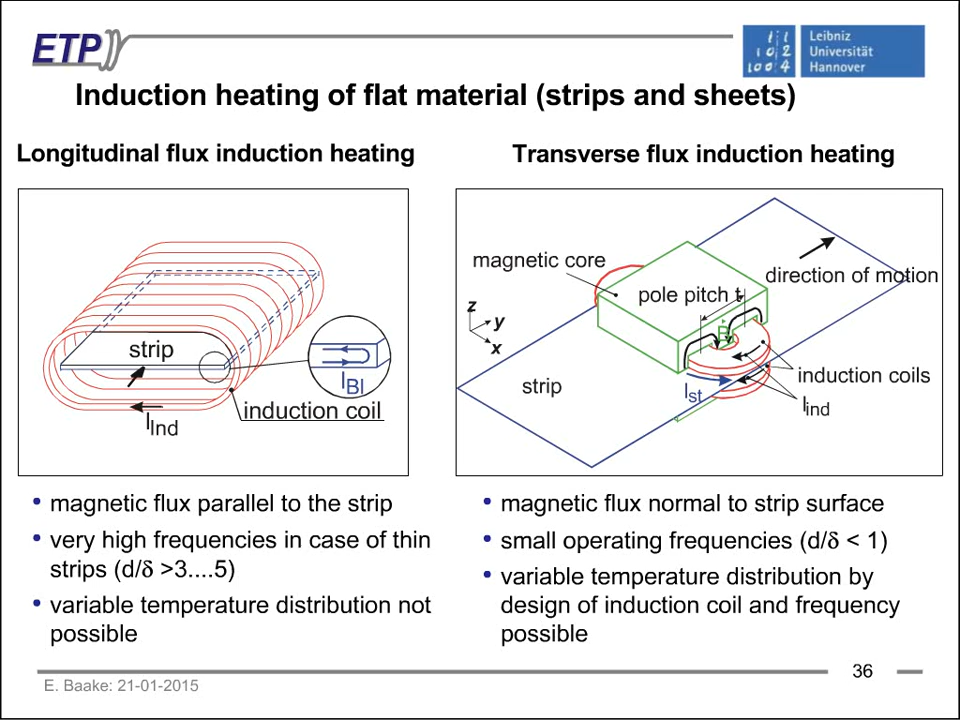 ETP
Leibniz
Universität
Hannover
Induction heating of flat material (strips and sheets)
Longitudinal flux induction heating
strip
I_Bl
induction coil
I_Ind
• magnetic flux parallel to the strip
• very high frequencies in case of thin
strips (d/δ >3....5)
• variable temperature distribution not
possible
Transverse flux induction heating
magnetic core
direction of motion
pole pitch t
z
y
x
B
strip
induction coils
I_st
I_ind
• magnetic flux normal to strip surface
• small operating frequencies (d/δ < 1)
• variable temperature distribution by
design of induction coil and frequency
possible
36
E. Baake: 21-01-2015